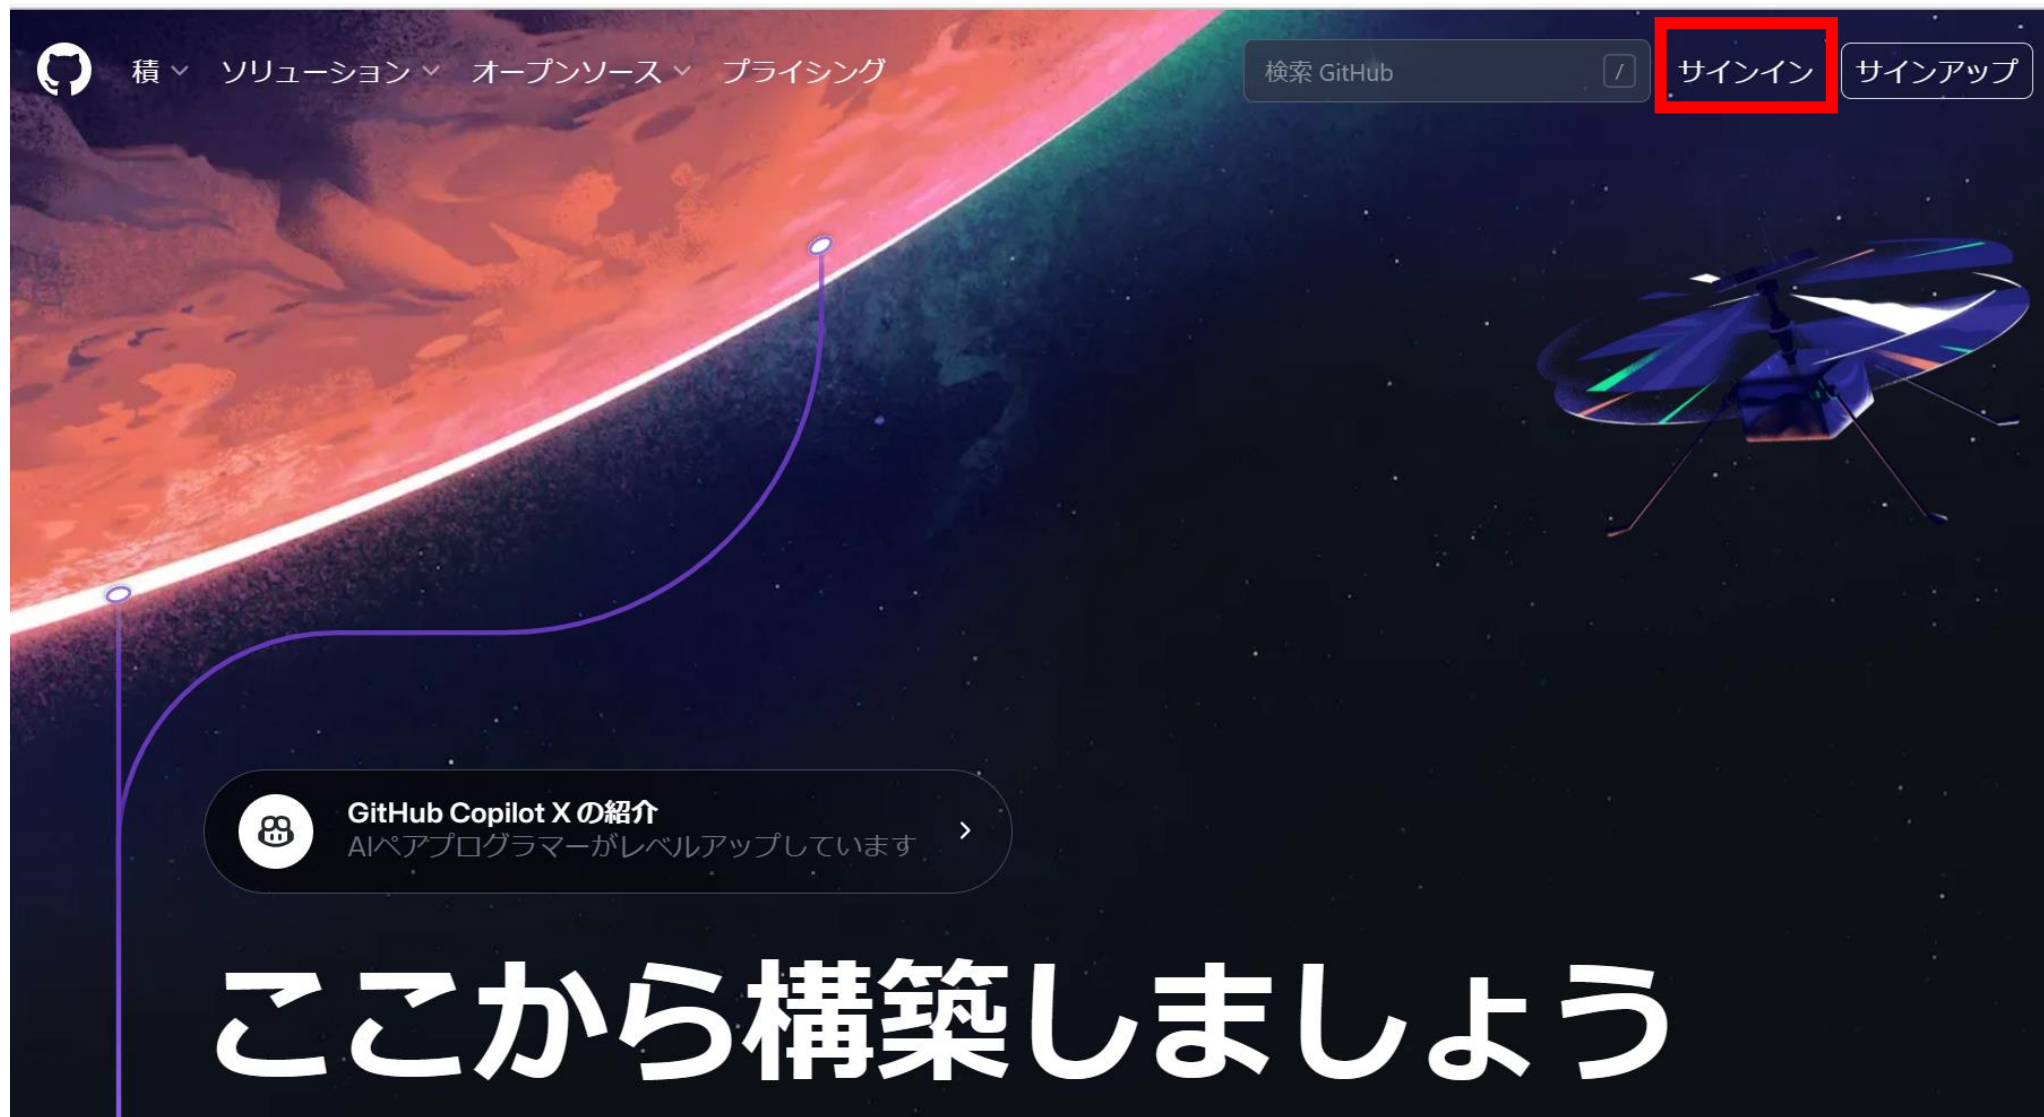 積 ソリューション オープンソース プライシング 検索 GitHub / サインイン サインアップ
GitHub Copilot X の紹介
AIペアプログラマーがレベルアップしています
ここから構築しましょう